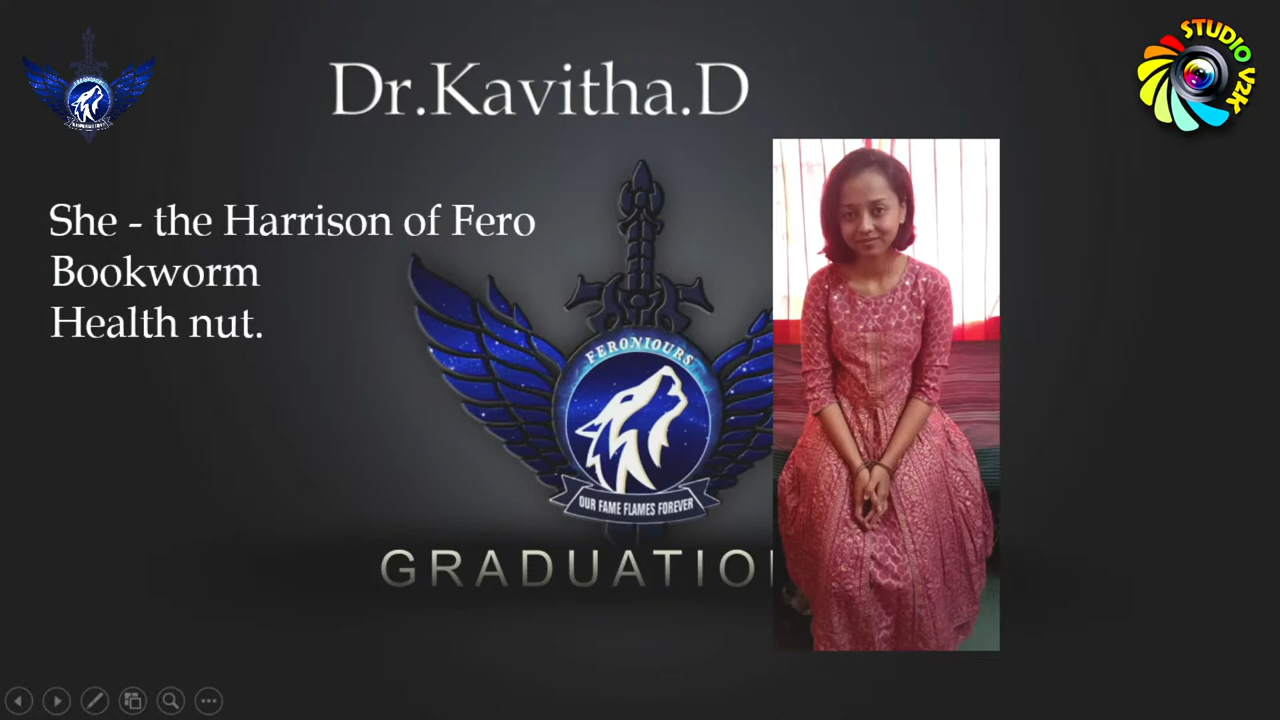 STUDIO V2K
Dr.Kavitha.D
She - the Harrison of Fero
Bookworm
Health nut.
FERONIOURS
OUR FAME FLAMES FOREVER
GRADUATIO